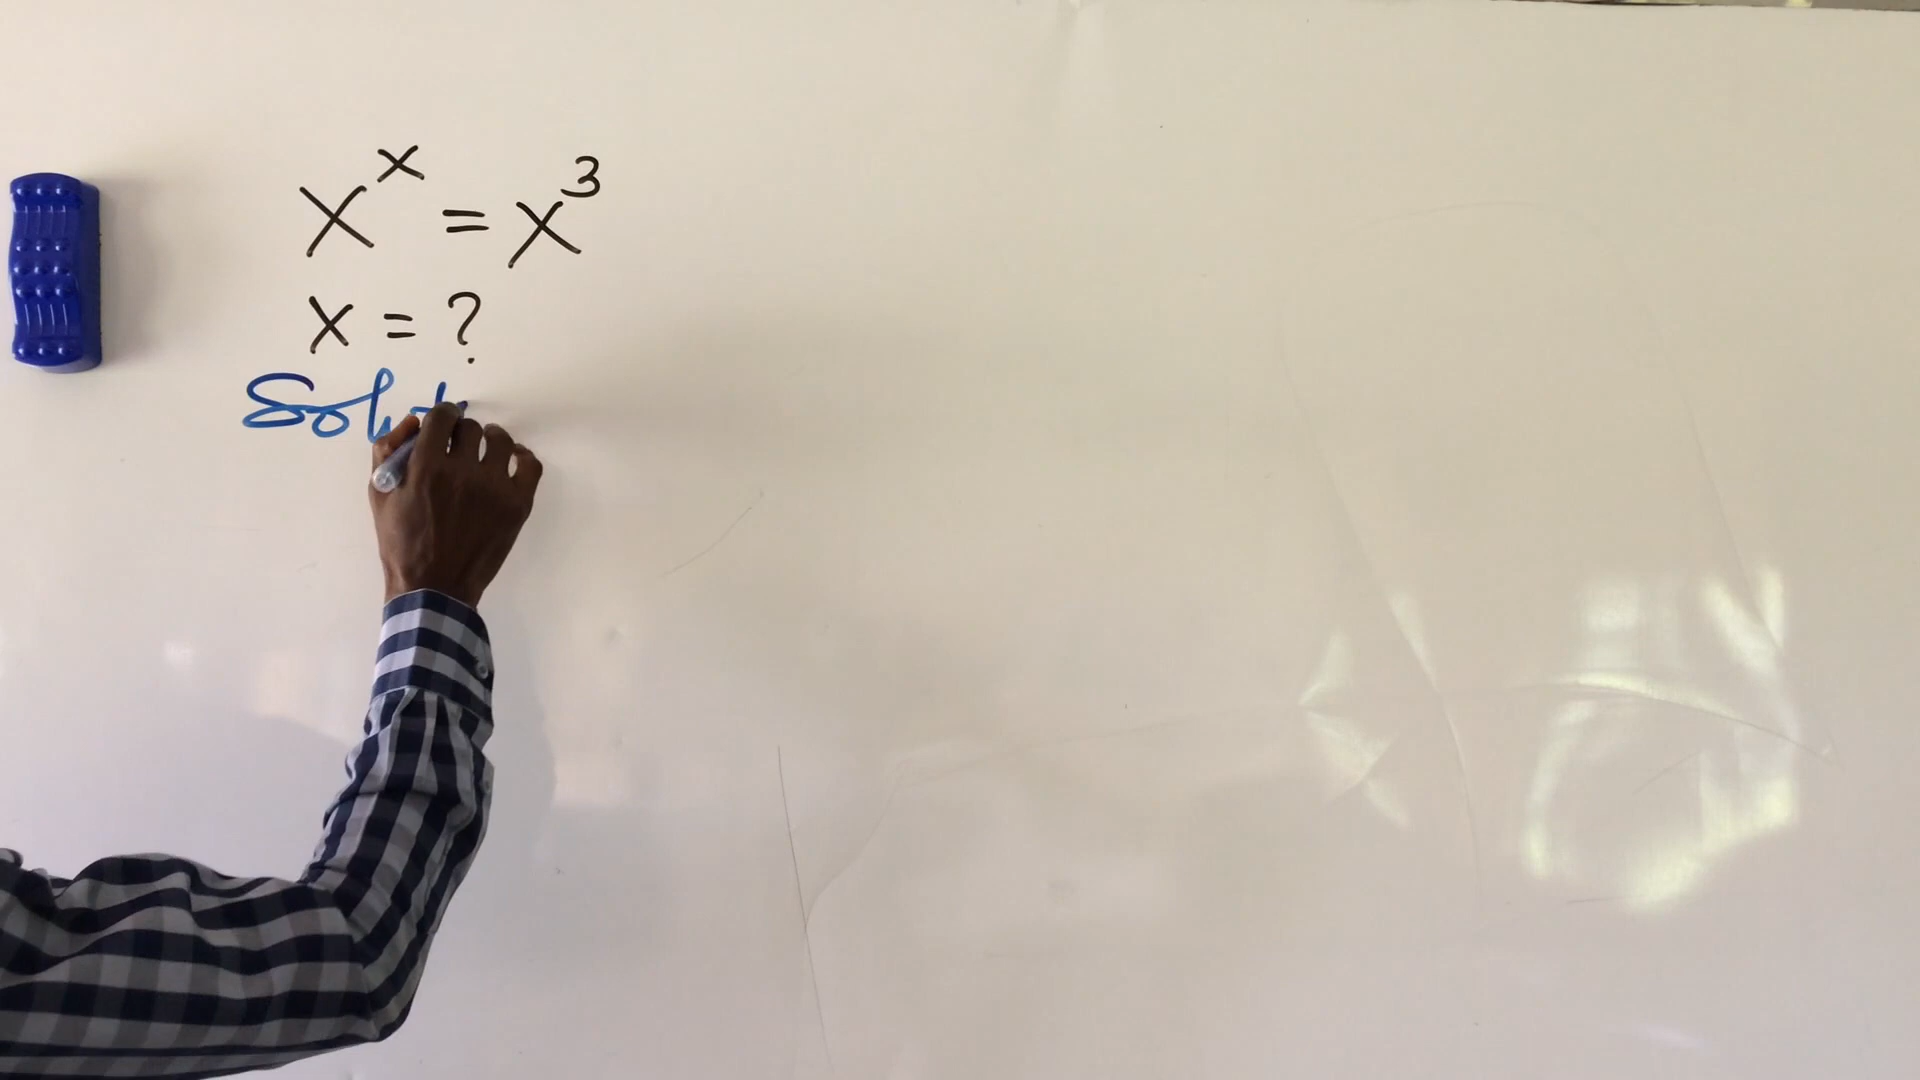 x^x = x^3
x = ?
Solut